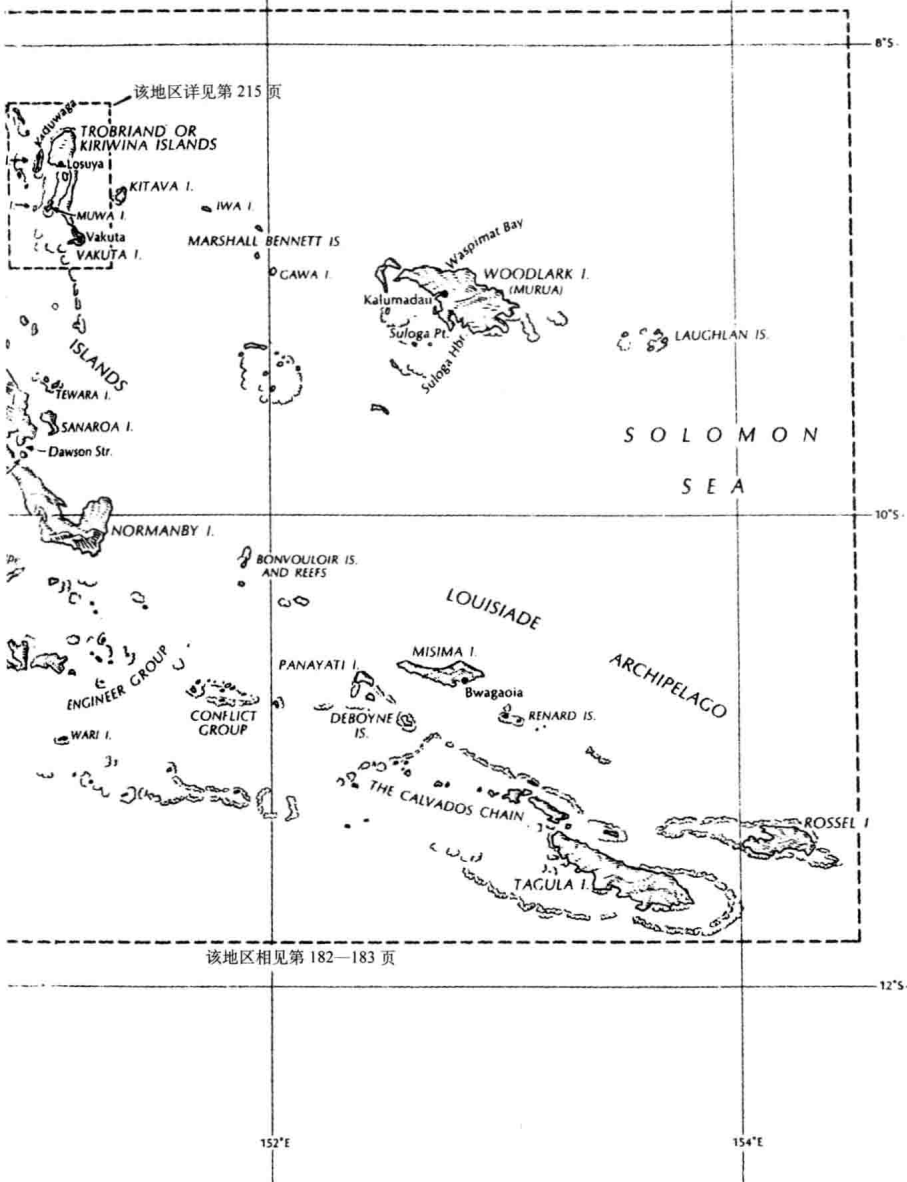 8°S
该地区详见第 215 页
Kaduwaga
TROBRIAND OR
KIRIWINA ISLANDS
Losuya
KITAVA I.
IWA I.
MUWA I.
Vakuta
VAKUTA I.
MARSHALL BENNETT IS
GAWA I.
Waspimat Bay
WOODLARK I.
(MURUA)
Kalumadau
Suloga Pt.
Suloga Hbr.
LAUGHLAN IS.
ISLANDS
TEWARA I.
SANAROA I.
Dawson Str.
SOLOMON
SEA
10°S
NORMANBY I.
BONVOULOIR IS.
AND REEFS
LOUISIADE
ARCHIPELAGO
MISIMA I.
PANAYATI I.
Bwagaoia
ENGINEER GROUP
CONFLICT
GROUP
DEBOYNE
IS.
RENARD IS.
WARI I.
THE CALVADOS CHAIN
ROSSEL I
TAGULA I.
该地区相见第 182—183 页
12°S
152°E
154°E